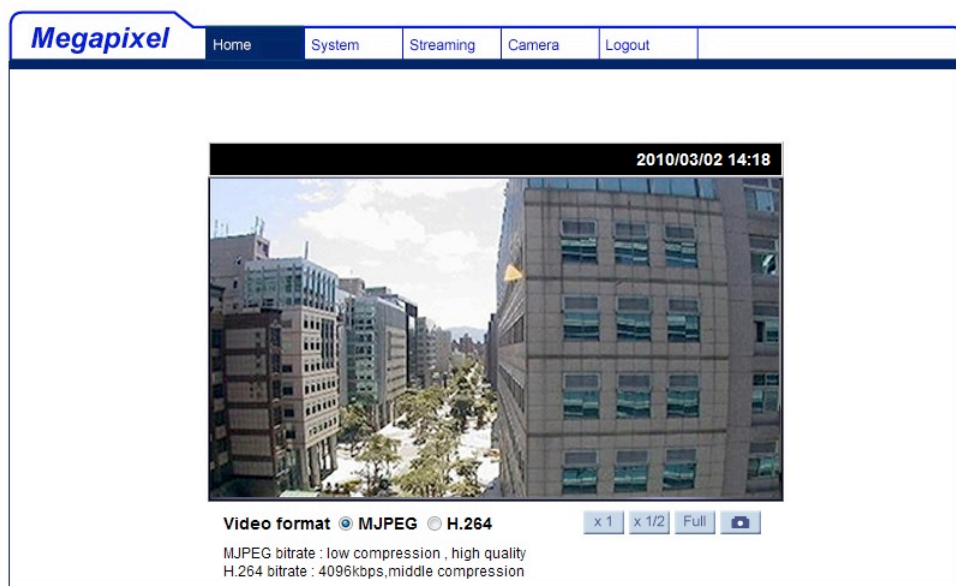 Megapixel
Home System Streaming Camera Logout
2010/03/02 14:18
Video format MJPEG H.264 x 1 x 1/2 Full
MJPEG bitrate : low compression , high quality
H.264 bitrate : 4096kbps,middle compression